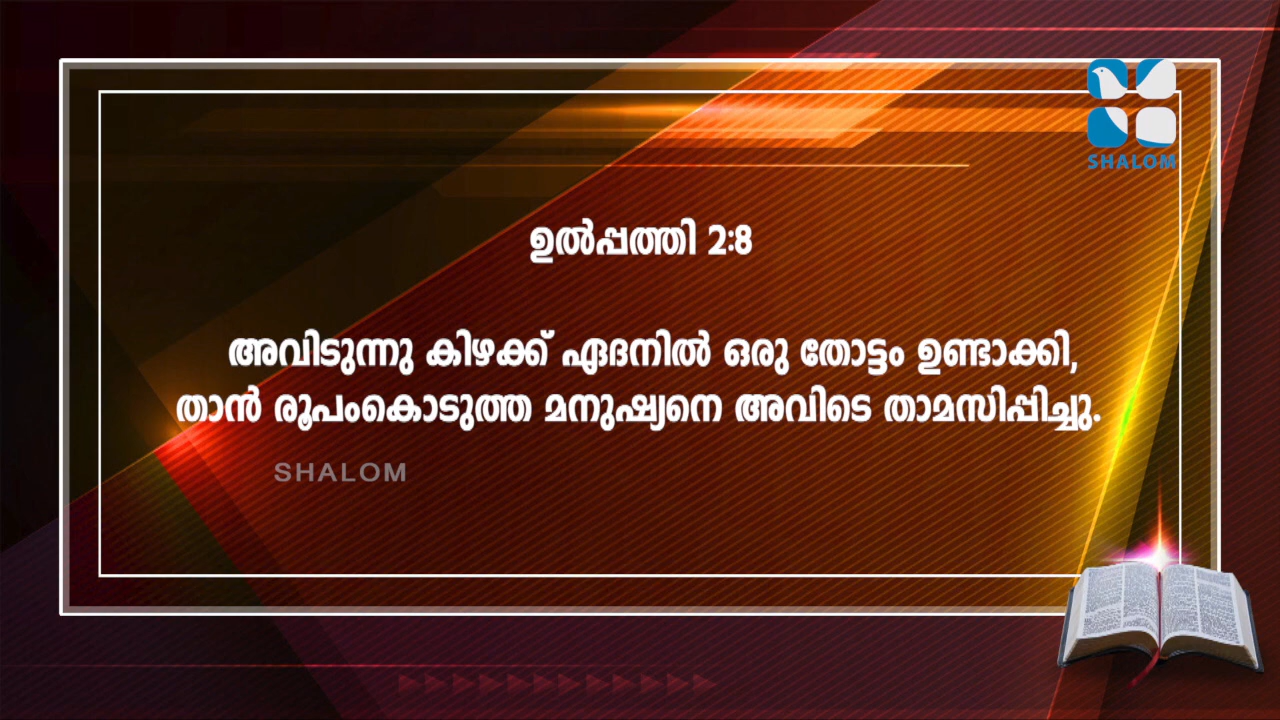 SHALOM
ഉൽപ്പത്തി 2:8
അവിടുന്നു കിഴക്ക് ഏദനിൽ ഒരു തോട്ടം ഉണ്ടാക്കി,
താൻ രൂപംകൊടുത്ത മനുഷ്യനെ അവിടെ താമസിപ്പിച്ചു.
SHALOM